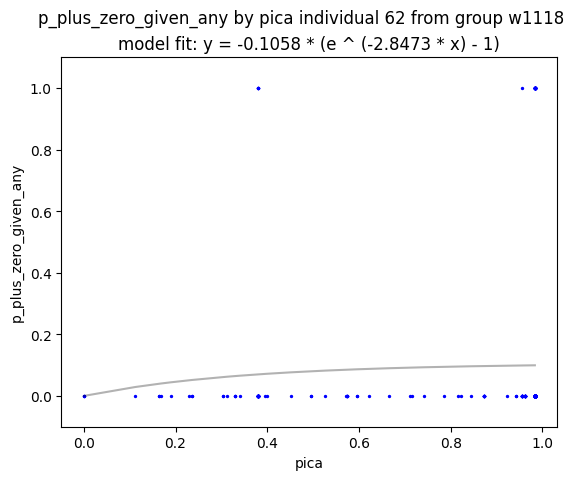 p_plus_zero_given_any by pica individual 62 from group w1118
model fit: y = -0.1058 * (e ^ (-2.8473 * x) - 1)
p_plus_zero_given_any
1.0
0.8
0.6
0.4
0.2
0.0
0.0 0.2 0.4 0.6 0.8 1.0
pica